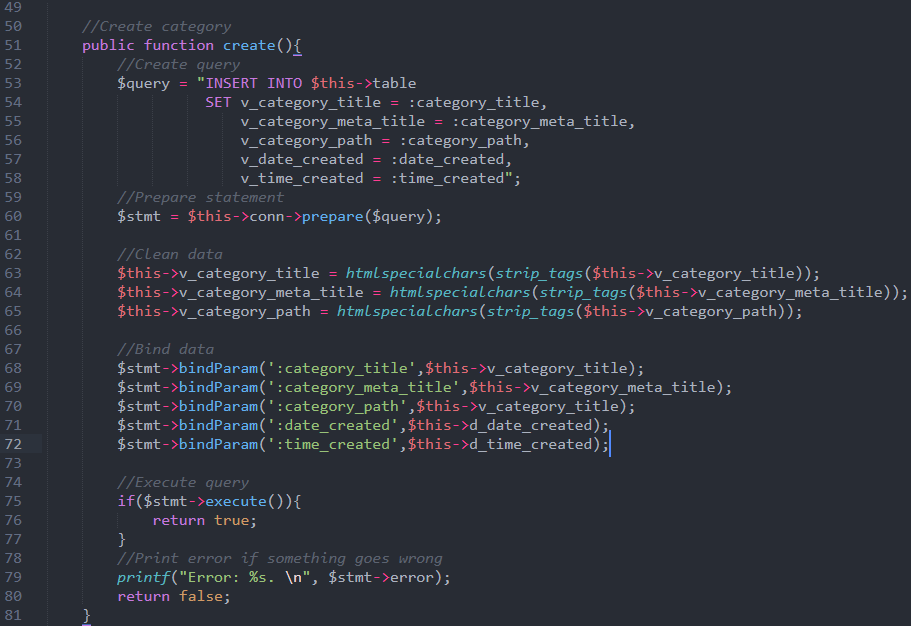 49
50 //Create category
51 public function create(){
52 //Create query
53 $query = "INSERT INTO $this->table
54 SET v_category_title = :category_title,
55 v_category_meta_title = :category_meta_title,
56 v_category_path = :category_path,
57 v_date_created = :date_created,
58 v_time_created = :time_created";
59 //Prepare statement
60 $stmt = $this->conn->prepare($query);
61
62 //Clean data
63 $this->v_category_title = htmlspecialchars(strip_tags($this->v_category_title));
64 $this->v_category_meta_title = htmlspecialchars(strip_tags($this->v_category_meta_title));
65 $this->v_category_path = htmlspecialchars(strip_tags($this->v_category_path));
66
67 //Bind data
68 $stmt->bindParam(':category_title',$this->v_category_title);
69 $stmt->bindParam(':category_meta_title',$this->v_category_meta_title);
70 $stmt->bindParam(':category_path',$this->v_category_title);
71 $stmt->bindParam(':date_created',$this->d_date_created);
72 $stmt->bindParam(':time_created',$this->d_time_created);
73
74 //Execute query
75 if($stmt->execute()){
76 return true;
77 }
78 //Print error if something goes wrong
79 printf("Error: %s. \n", $stmt->error);
80 return false;
81 }